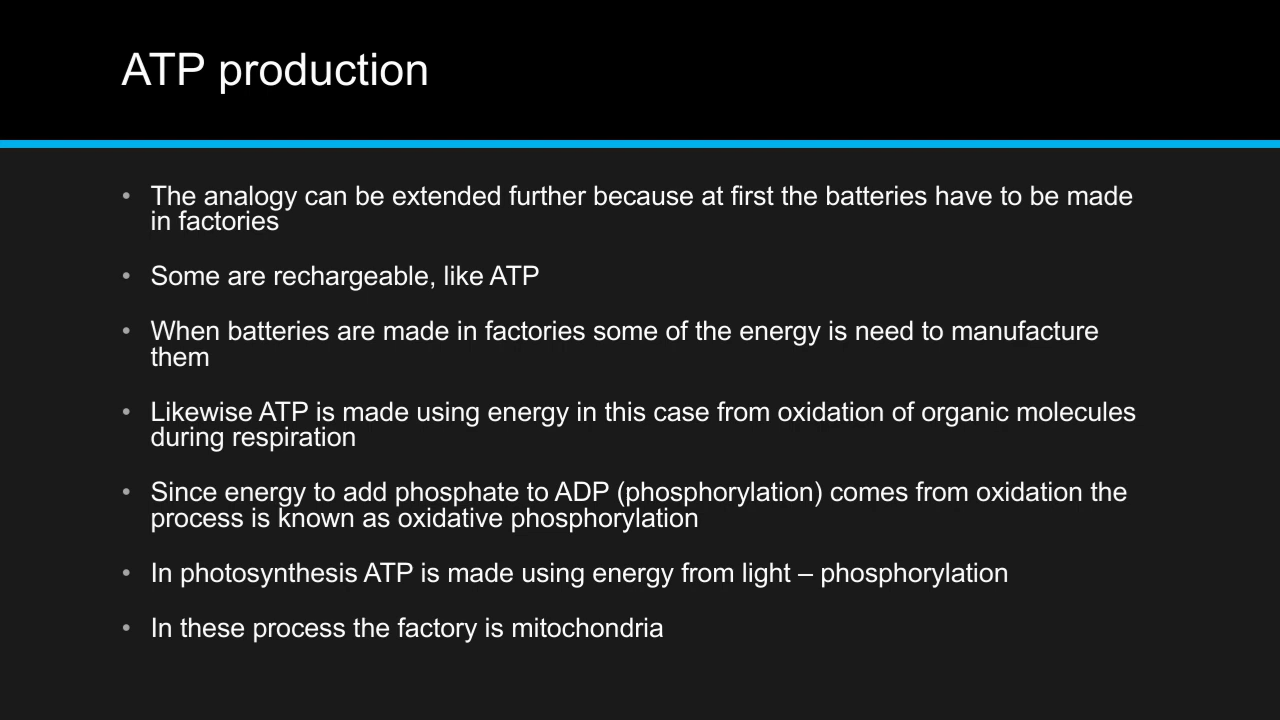 ATP production
• The analogy can be extended further because at first the batteries have to be made
in factories
• Some are rechargeable, like ATP
• When batteries are made in factories some of the energy is need to manufacture
them
• Likewise ATP is made using energy in this case from oxidation of organic molecules
during respiration
• Since energy to add phosphate to ADP (phosphorylation) comes from oxidation the
process is known as oxidative phosphorylation
• In photosynthesis ATP is made using energy from light – phosphorylation
• In these process the factory is mitochondria